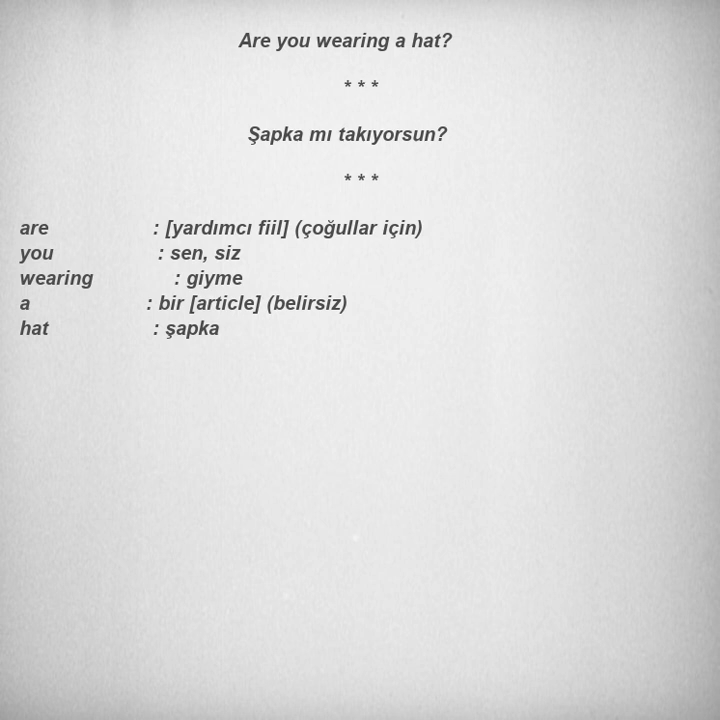 Are you wearing a hat?
* * *
Şapka mı takıyorsun?
* * *
are : [yardımcı fiil] (çoğullar için)
you : sen, siz
wearing : giyme
a : bir [article] (belirsiz)
hat : şapka